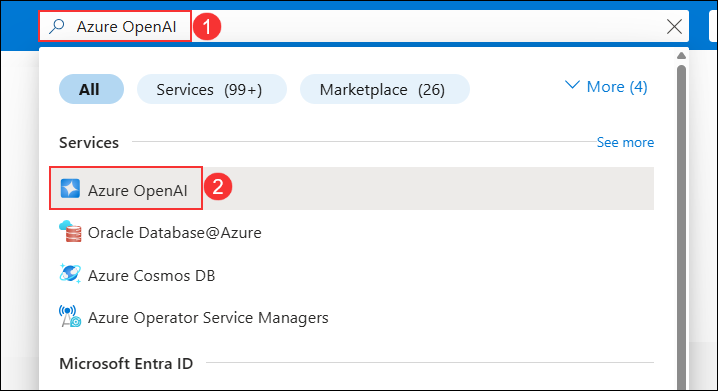 Azure OpenAI 1
All Services (99+) Marketplace (26) More (4)
Services See more
Azure OpenAI 2
Oracle Database@Azure
Azure Cosmos DB
Azure Operator Service Managers
Microsoft Entra ID